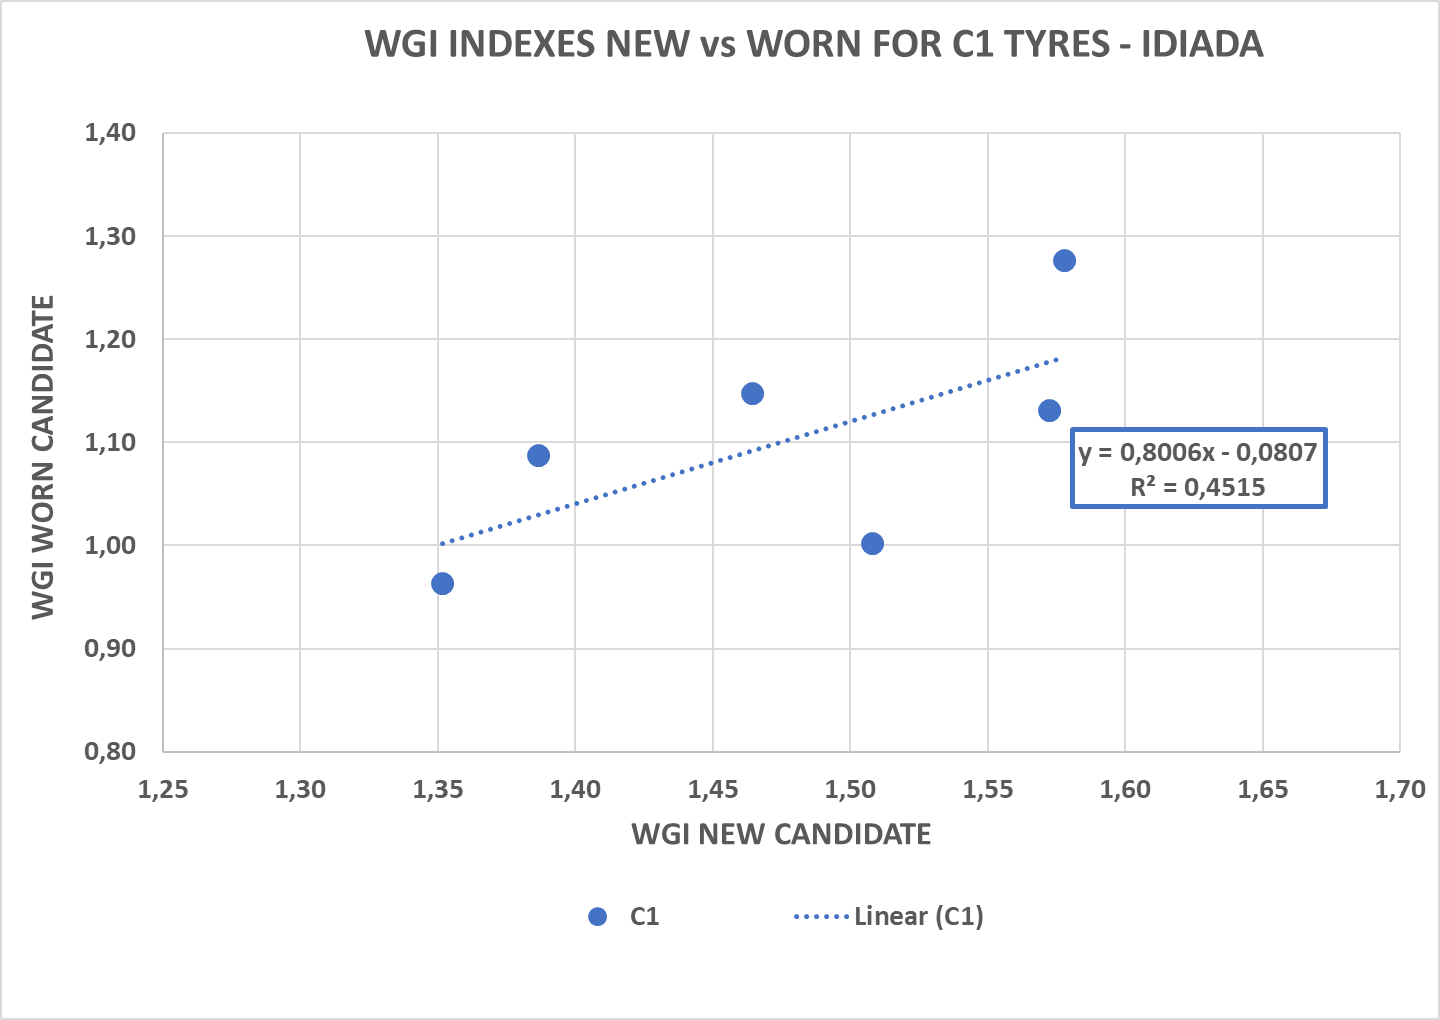 WGI INDEXES NEW vs WORN FOR C1 TYRES - IDIADA
1,40
1,30
1,20
1,10
1,00
0,90
0,80
WGI WORN CANDIDATE
y = 0,8006x - 0,0807
R² = 0,4515
1,25 1,30 1,35 1,40 1,45 1,50 1,55 1,60 1,65 1,70
WGI NEW CANDIDATE
C1 Linear (C1)